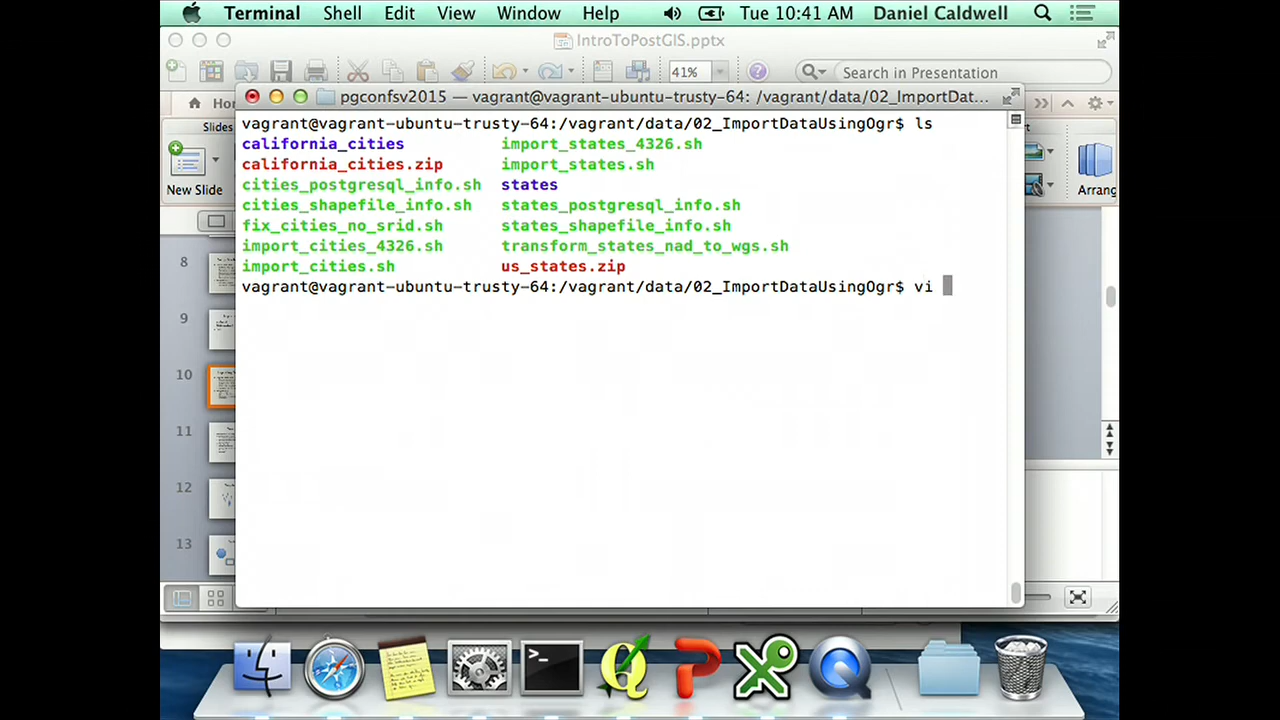 Terminal Shell Edit View Window Help Tue 10:41 AM Daniel Caldwell
IntroToPostGIS.pptx
41% Search in Presentation
pgconfsv2015 — vagrant@vagrant-ubuntu-trusty-64: /vagrant/data/02_ImportDat...
Slides
New Slide
Arrang
8
9
10
11
12
13
vagrant@vagrant-ubuntu-trusty-64:/vagrant/data/02_ImportDataUsingOgr$ ls
california_cities import_states_4326.sh
california_cities.zip import_states.sh
cities_postgresql_info.sh states
cities_shapefile_info.sh states_postgresql_info.sh
fix_cities_no_srid.sh states_shapefile_info.sh
import_cities_4326.sh transform_states_nad_to_wgs.sh
import_cities.sh us_states.zip
vagrant@vagrant-ubuntu-trusty-64:/vagrant/data/02_ImportDataUsingOgr$ vi